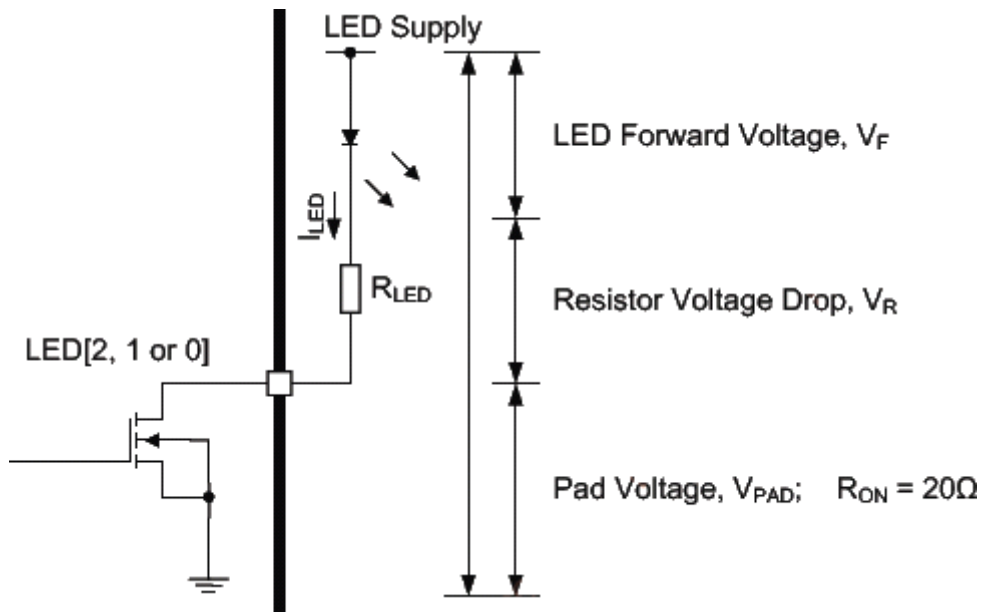 LED Supply
LED Forward Voltage, VF
ILED
RLED
Resistor Voltage Drop, VR
LED[2, 1 or 0]
Pad Voltage, VPAD; RON = 20Ω